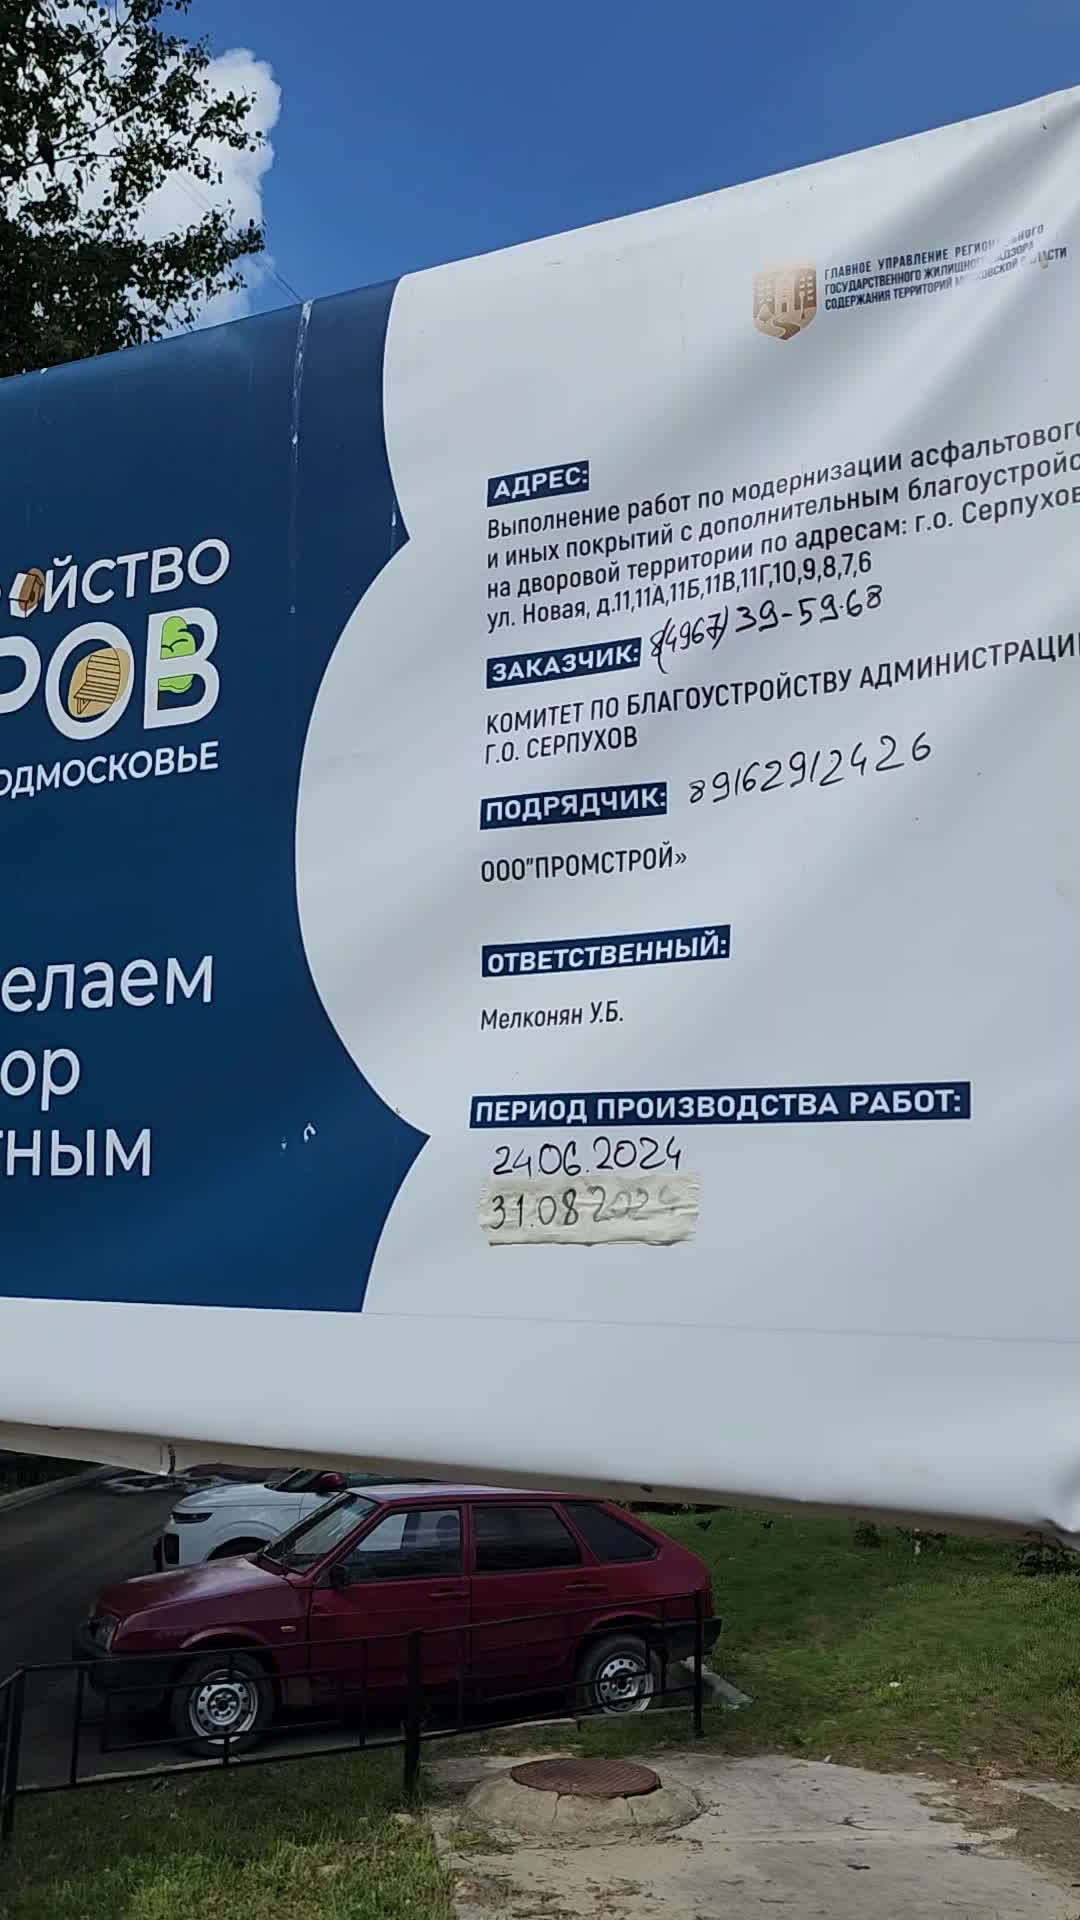 ГЛАВНОЕ УПРАВЛЕНИЕ
ГОСУДАРСТВЕННОГО ЖИЛИЩНОГО
СОДЕРЖАНИЯ ТЕРРИТОРИЙ
АДРЕС:
Выполнение работ по модернизации асфальтового
и иных покрытий с дополнительным благоустройс
на дворовой территории по адресам: г.о. Серпухов
ул. Новая, д.11,11А,11Б,11В,11Г,10,9,8,7,6
ЗАКАЗЧИК: 8(4967)39-59-68
КОМИТЕТ ПО БЛАГОУСТРОЙСТВУ АДМИНИСТРАЦИИ
Г.О. СЕРПУХОВ
ПОДРЯДЧИК: 89162912426
ООО"ПРОМСТРОЙ»
ОТВЕТСТВЕННЫЙ:
Мелконян У.Б.
ПЕРИОД ПРОИЗВОДСТВА РАБОТ:
24.06.2024
31.08.2024
ОЙСТВО
РОВ
ОДМОСКОВЬЕ
елаем
ор
тным